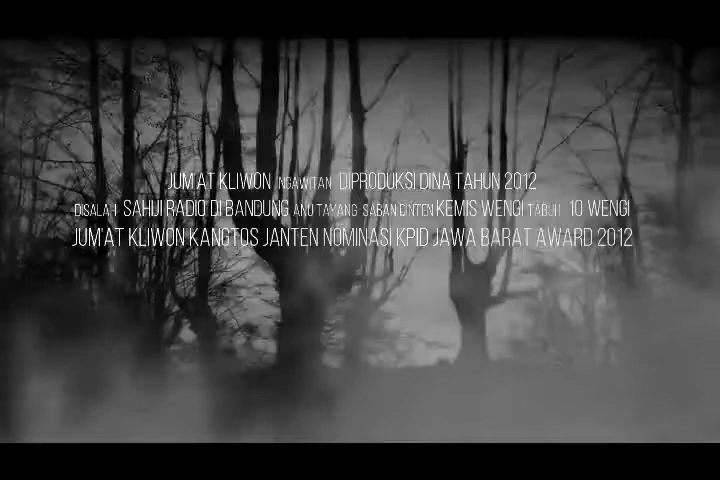 JUM'AT KLIWON NGAWITAN DIPRODUKSI DINA TAHUN 2012
DISALAH SAHIJI RADIO DI BANDUNG ANU TAYANG SABAN DINTEN KEMIS WENGI TABUH 10 WENGI
JUM'AT KLIWON KANGTOS JANTEN NOMINASI KPID JAWA BARAT AWARD 2012